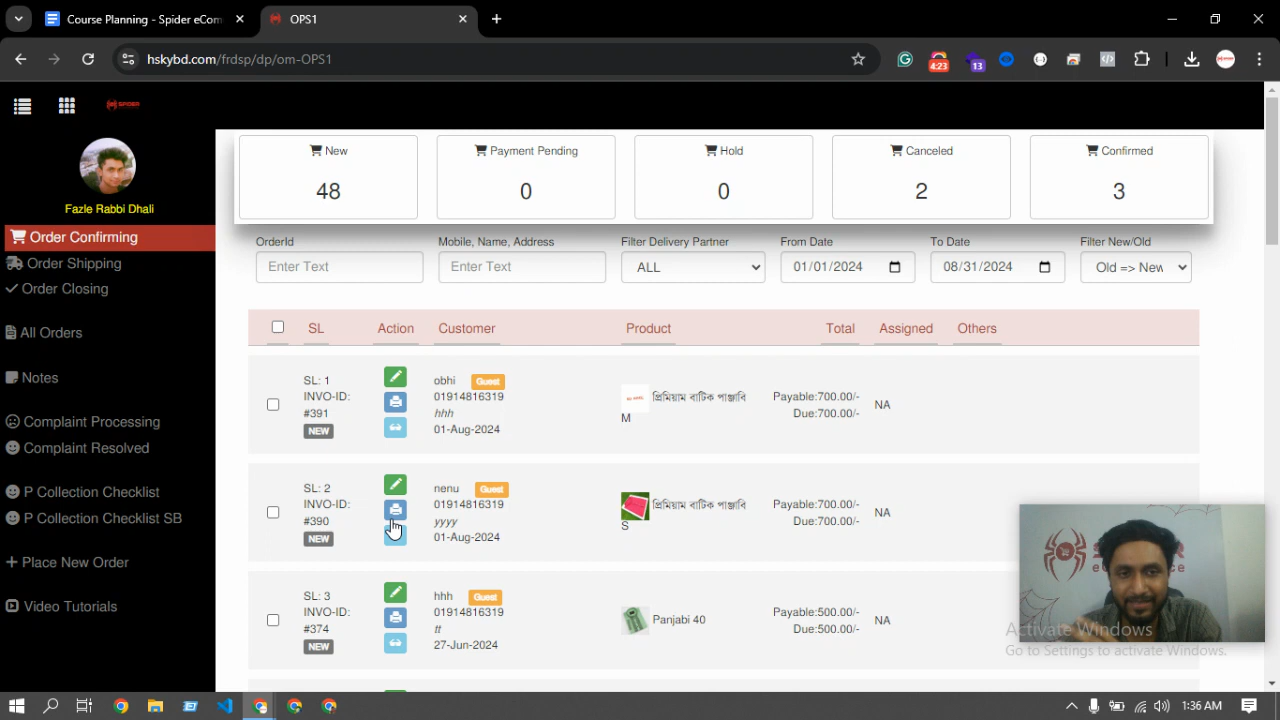 Course Planning - Spider eCom
OPS1
hskybd.com/frdsp/dp/om-OPS1
4:23
13
SPIDER
Fazle Rabbi Dhali
Order Confirming
Order Shipping
Order Closing
All Orders
Notes
Complaint Processing
Complaint Resolved
P Collection Checklist
P Collection Checklist SB
Place New Order
Video Tutorials
New
48
Payment Pending
0
Hold
0
Canceled
2
Confirmed
3
OrderId
Mobile, Name, Address
Filter Delivery Partner
From Date
To Date
Filter New/Old
Enter Text
Enter Text
ALL
01/01/2024
08/31/2024
Old => New
SL Action Customer Product Total Assigned Others
SL: 1
INVO-ID:
#391
NEW
obhi Guest
01914816319
hhh
01-Aug-2024
প্রিমিয়াম বাটিক পাঞ্জাবি
M
Payable:700.00/-
Due:700.00/-
NA
SL: 2
INVO-ID:
#390
NEW
nenu Guest
01914816319
yyyy
01-Aug-2024
প্রিমিয়াম বাটিক পাঞ্জাবি
S
Payable:700.00/-
Due:700.00/-
NA
SL: 3
INVO-ID:
#374
NEW
hhh Guest
01914816319
tt
27-Jun-2024
Panjabi 40
Payable:500.00/-
Due:500.00/-
NA
Activate Windows
Go to Settings to activate Windows.
1:36 AM